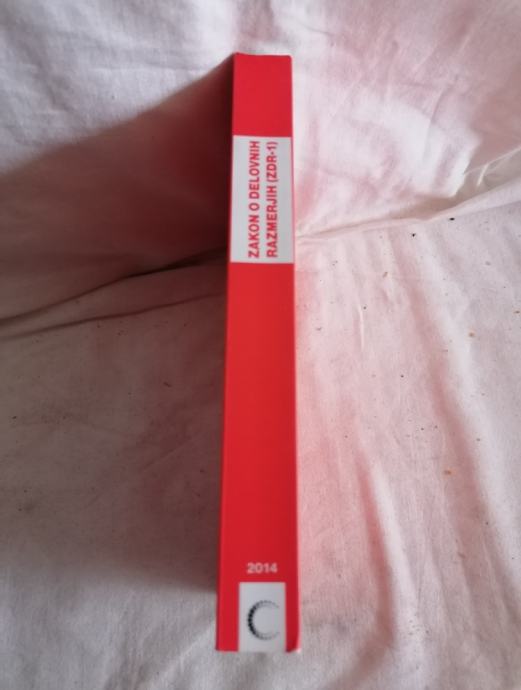 ZAKON O DELOVNIH
RAZMERJIH (ZDR-1)
2014